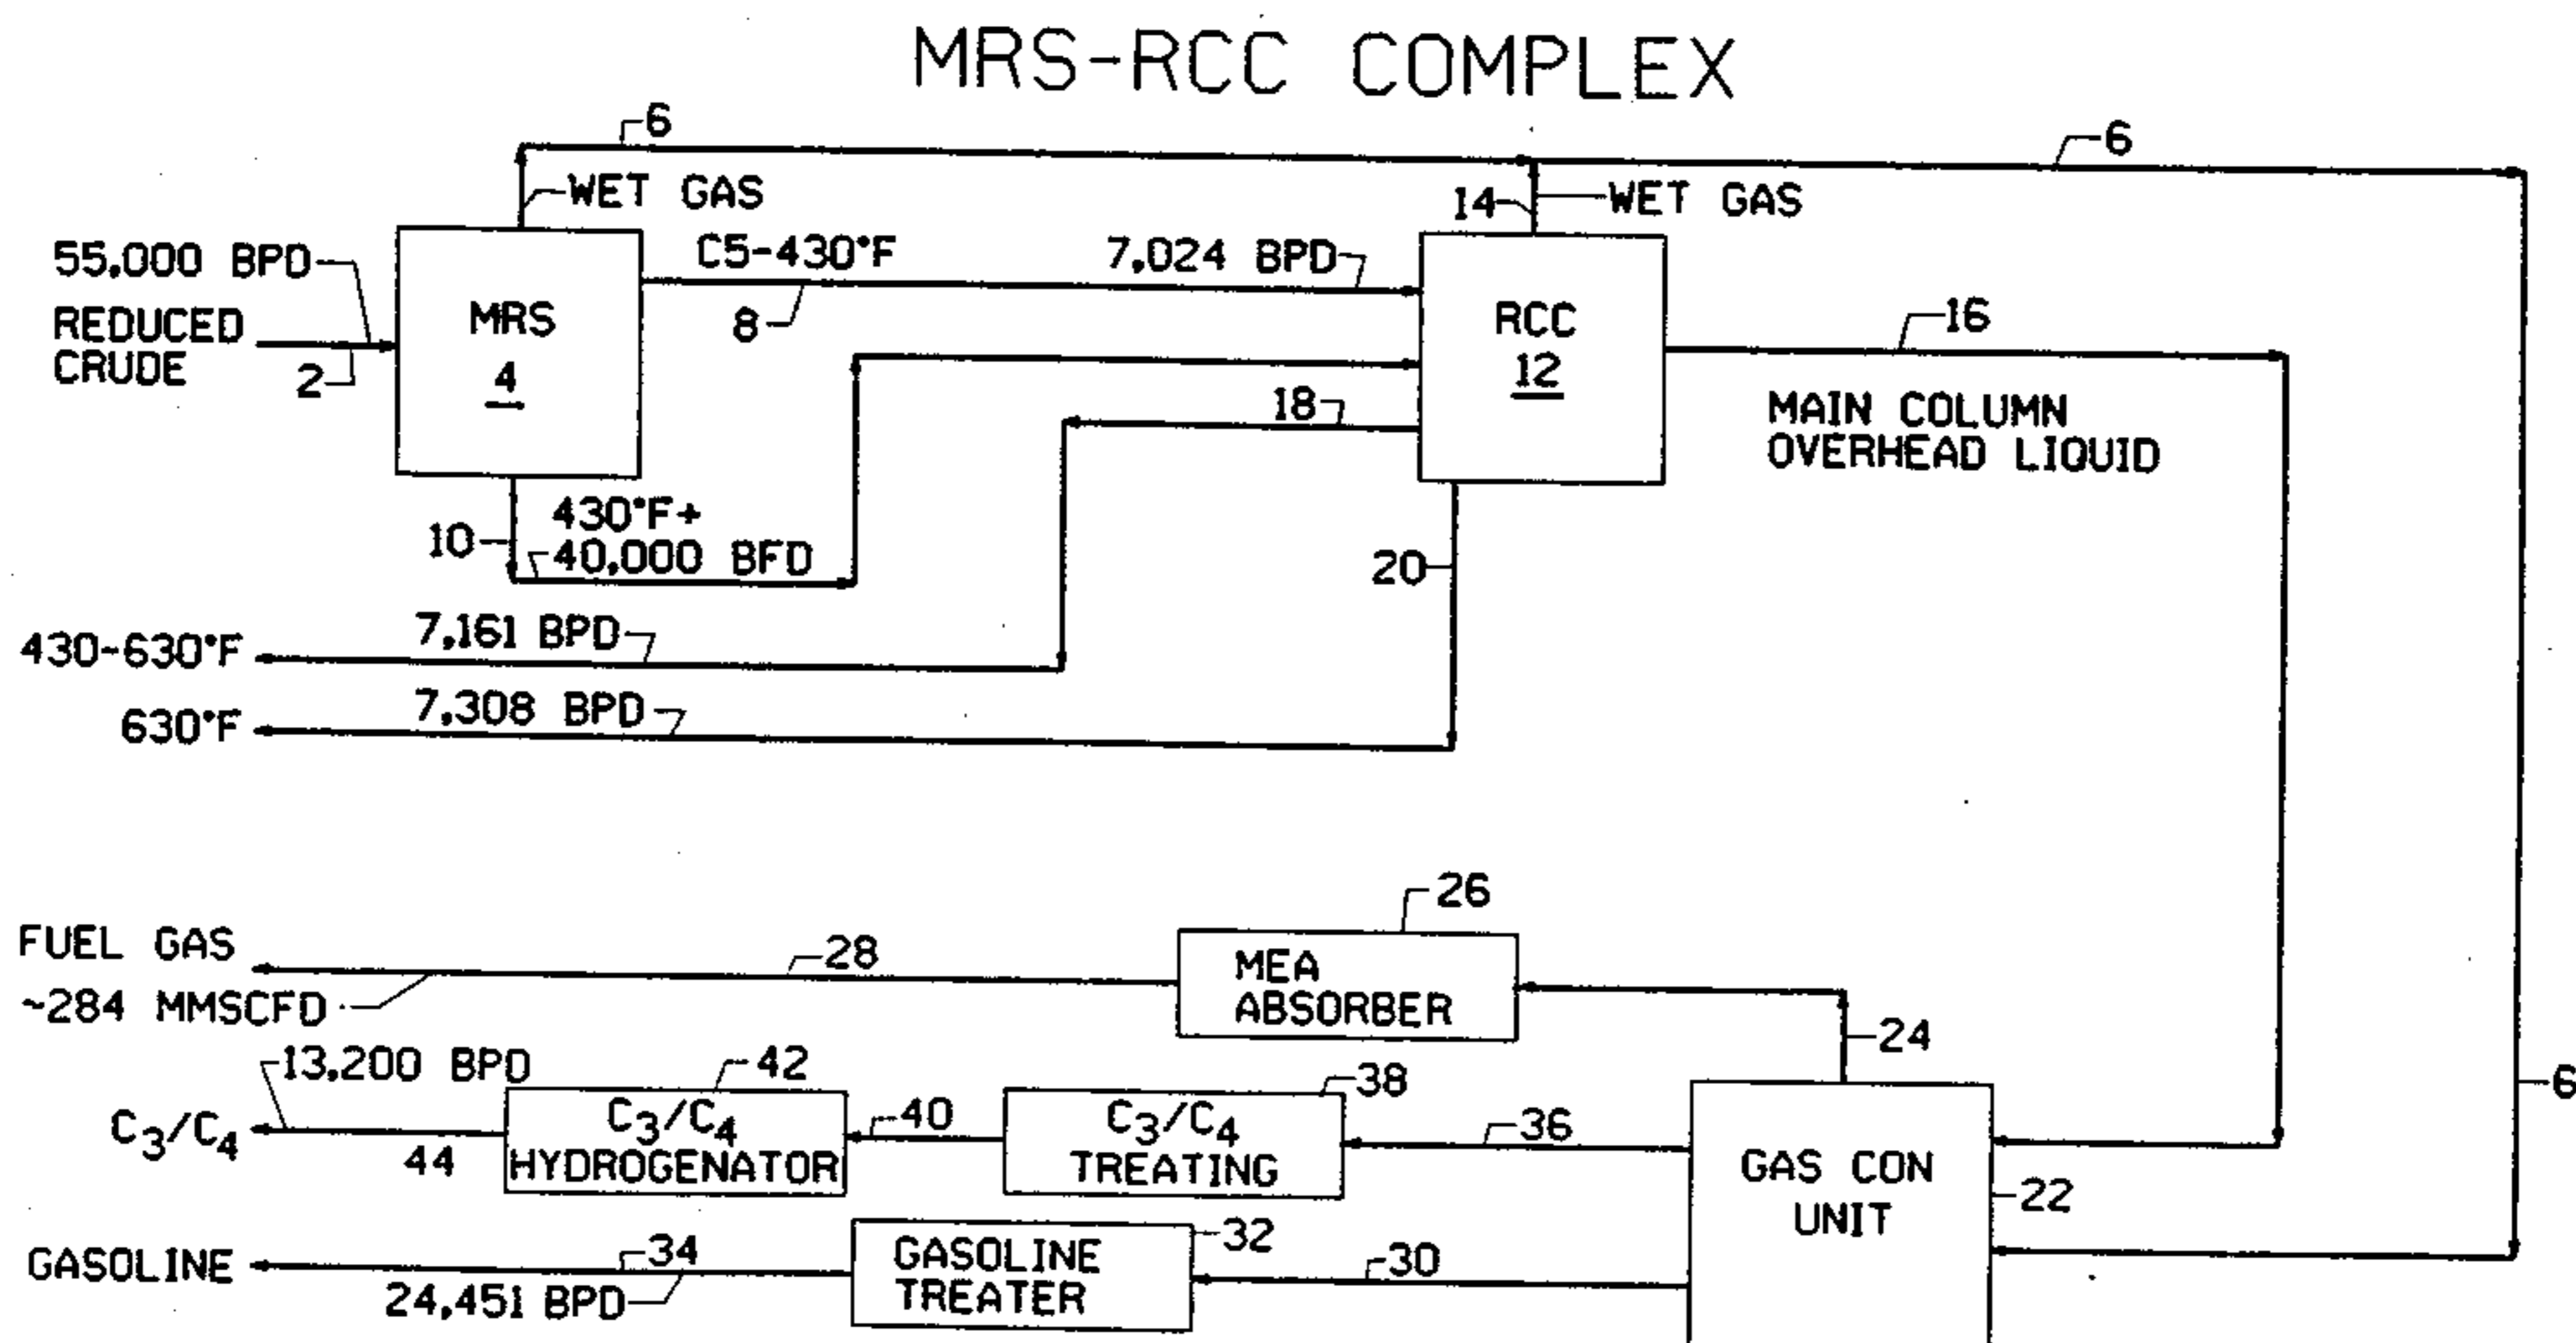 MRS-RCC COMPLEX
6
6
WET GAS
14
WET GAS
55,000 BPD
C5-430°F
7,024 BPD
REDUCED
CRUDE
2
MRS
4
8
RCC
12
16
18
MAIN COLUMN
OVERHEAD LIQUID
10
430°F+
40,000 BFD
20
430-630°F
7,161 BPD
630°F
7,308 BPD
26
FUEL GAS
28
MEA
ABSORBER
~284 MMSCFD
24
13,200 BPD
42
38
6
C3/C4
44
C3/C4
HYDROGENATOR
40
C3/C4
TREATING
36
GAS CON
UNIT
22
GASOLINE
34
24,451 BPD
GASOLINE
TREATER
32
30